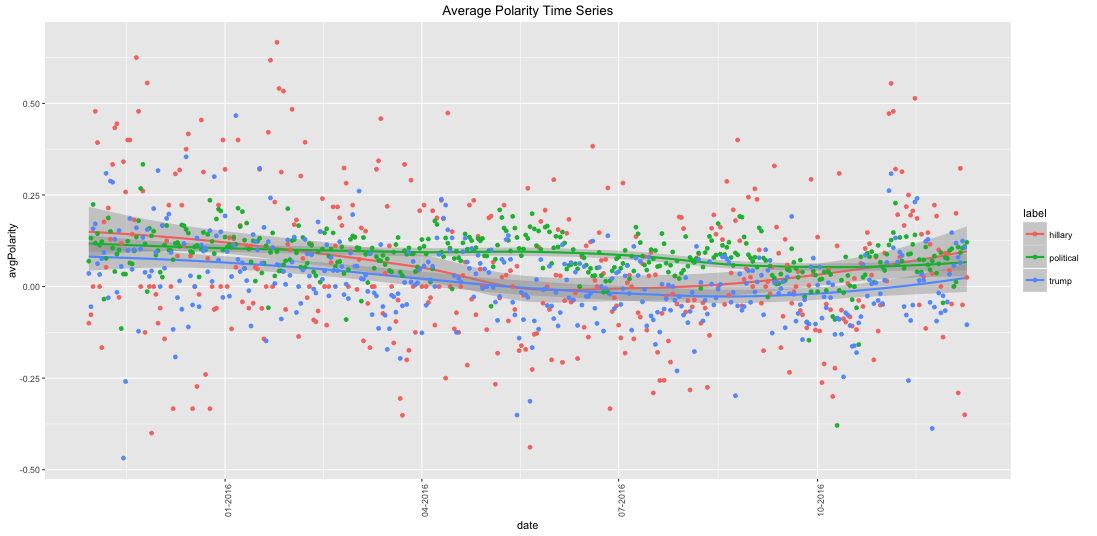 Average Polarity Time Series
avgPolarity
0.50
0.25
0.00
-0.25
-0.50
01-2016
04-2016
07-2016
10-2016
date
label
hillary
political
trump